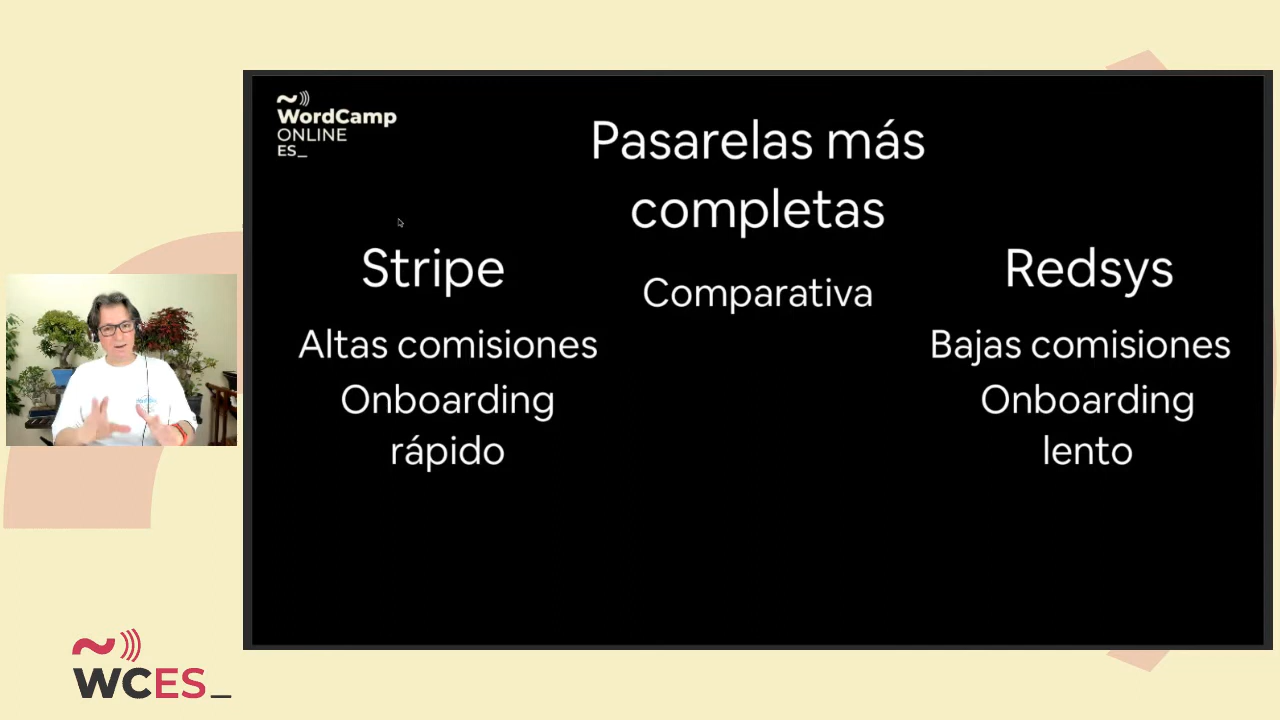 WordCamp
ONLINE
ES_
Pasarelas más
completas
Comparativa
Stripe
Altas comisiones
Onboarding
rápido
Redsys
Bajas comisiones
Onboarding
lento
WCES_